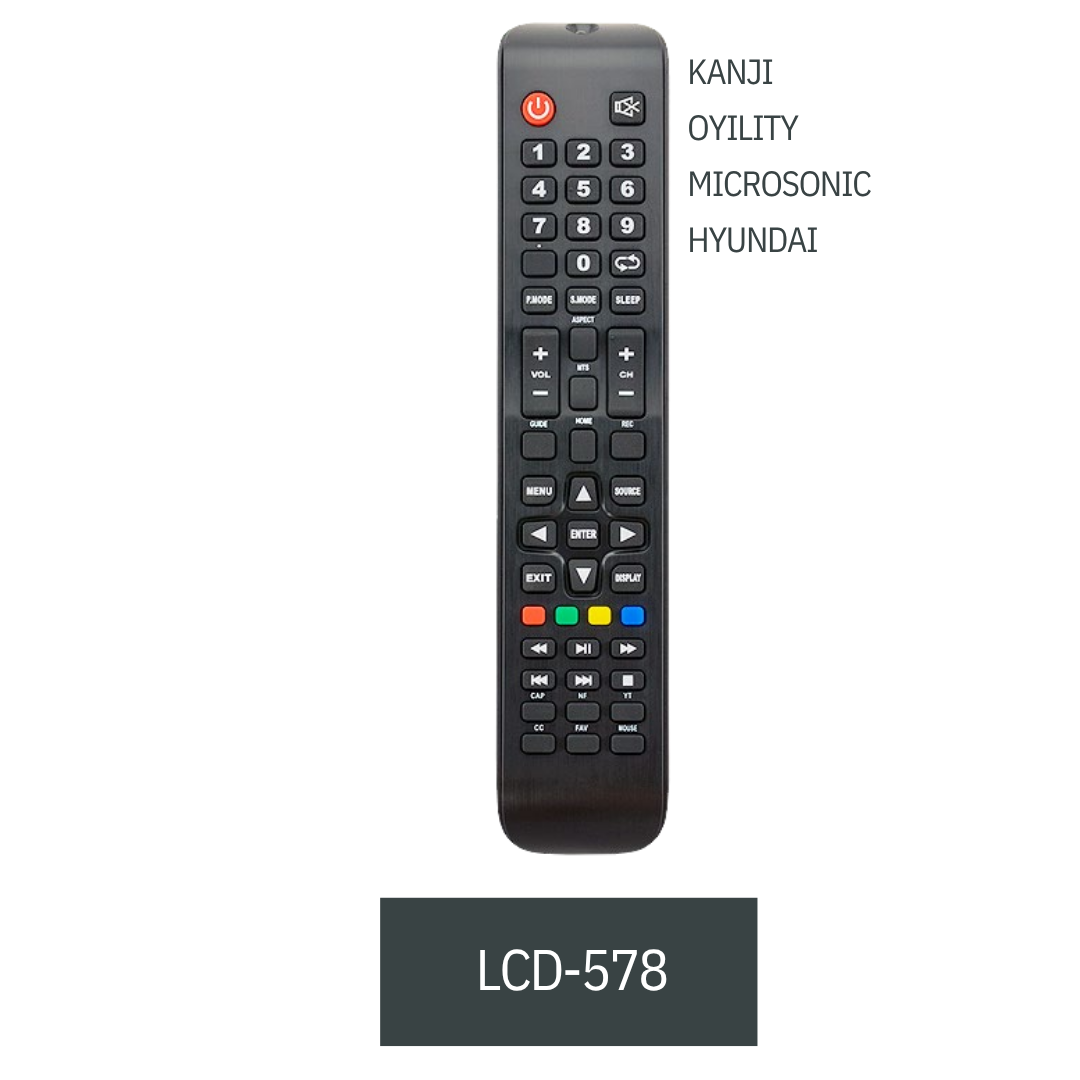 KANJI
OYILITY
MICROSONIC
HYUNDAI
1 2 3
4 5 6
7 8 9
0
P.MODE S.MODE SLEEP
ASPECT
+ +
VOL MTS CH
− −
GUIDE HOME REC
MENU SOURCE
ENTER
EXIT DISPLAY
CAP NF YT
CC FAV MOUSE
LCD-578